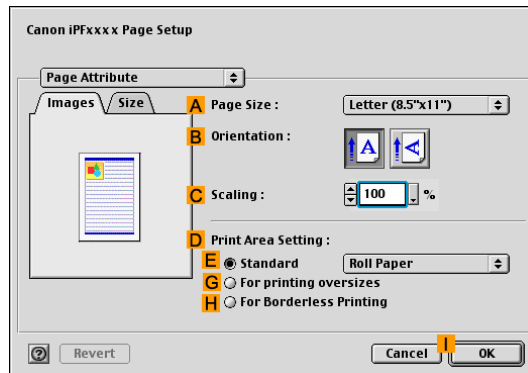 Canon iPFxxxx Page Setup
Page Attribute
Images Size
A Page Size : Letter (8.5"x11")
B Orientation :
A A
C Scaling : 100 %
D Print Area Setting :
E Standard Roll Paper
G For printing oversizes
H For Borderless Printing
? Revert Cancel I OK